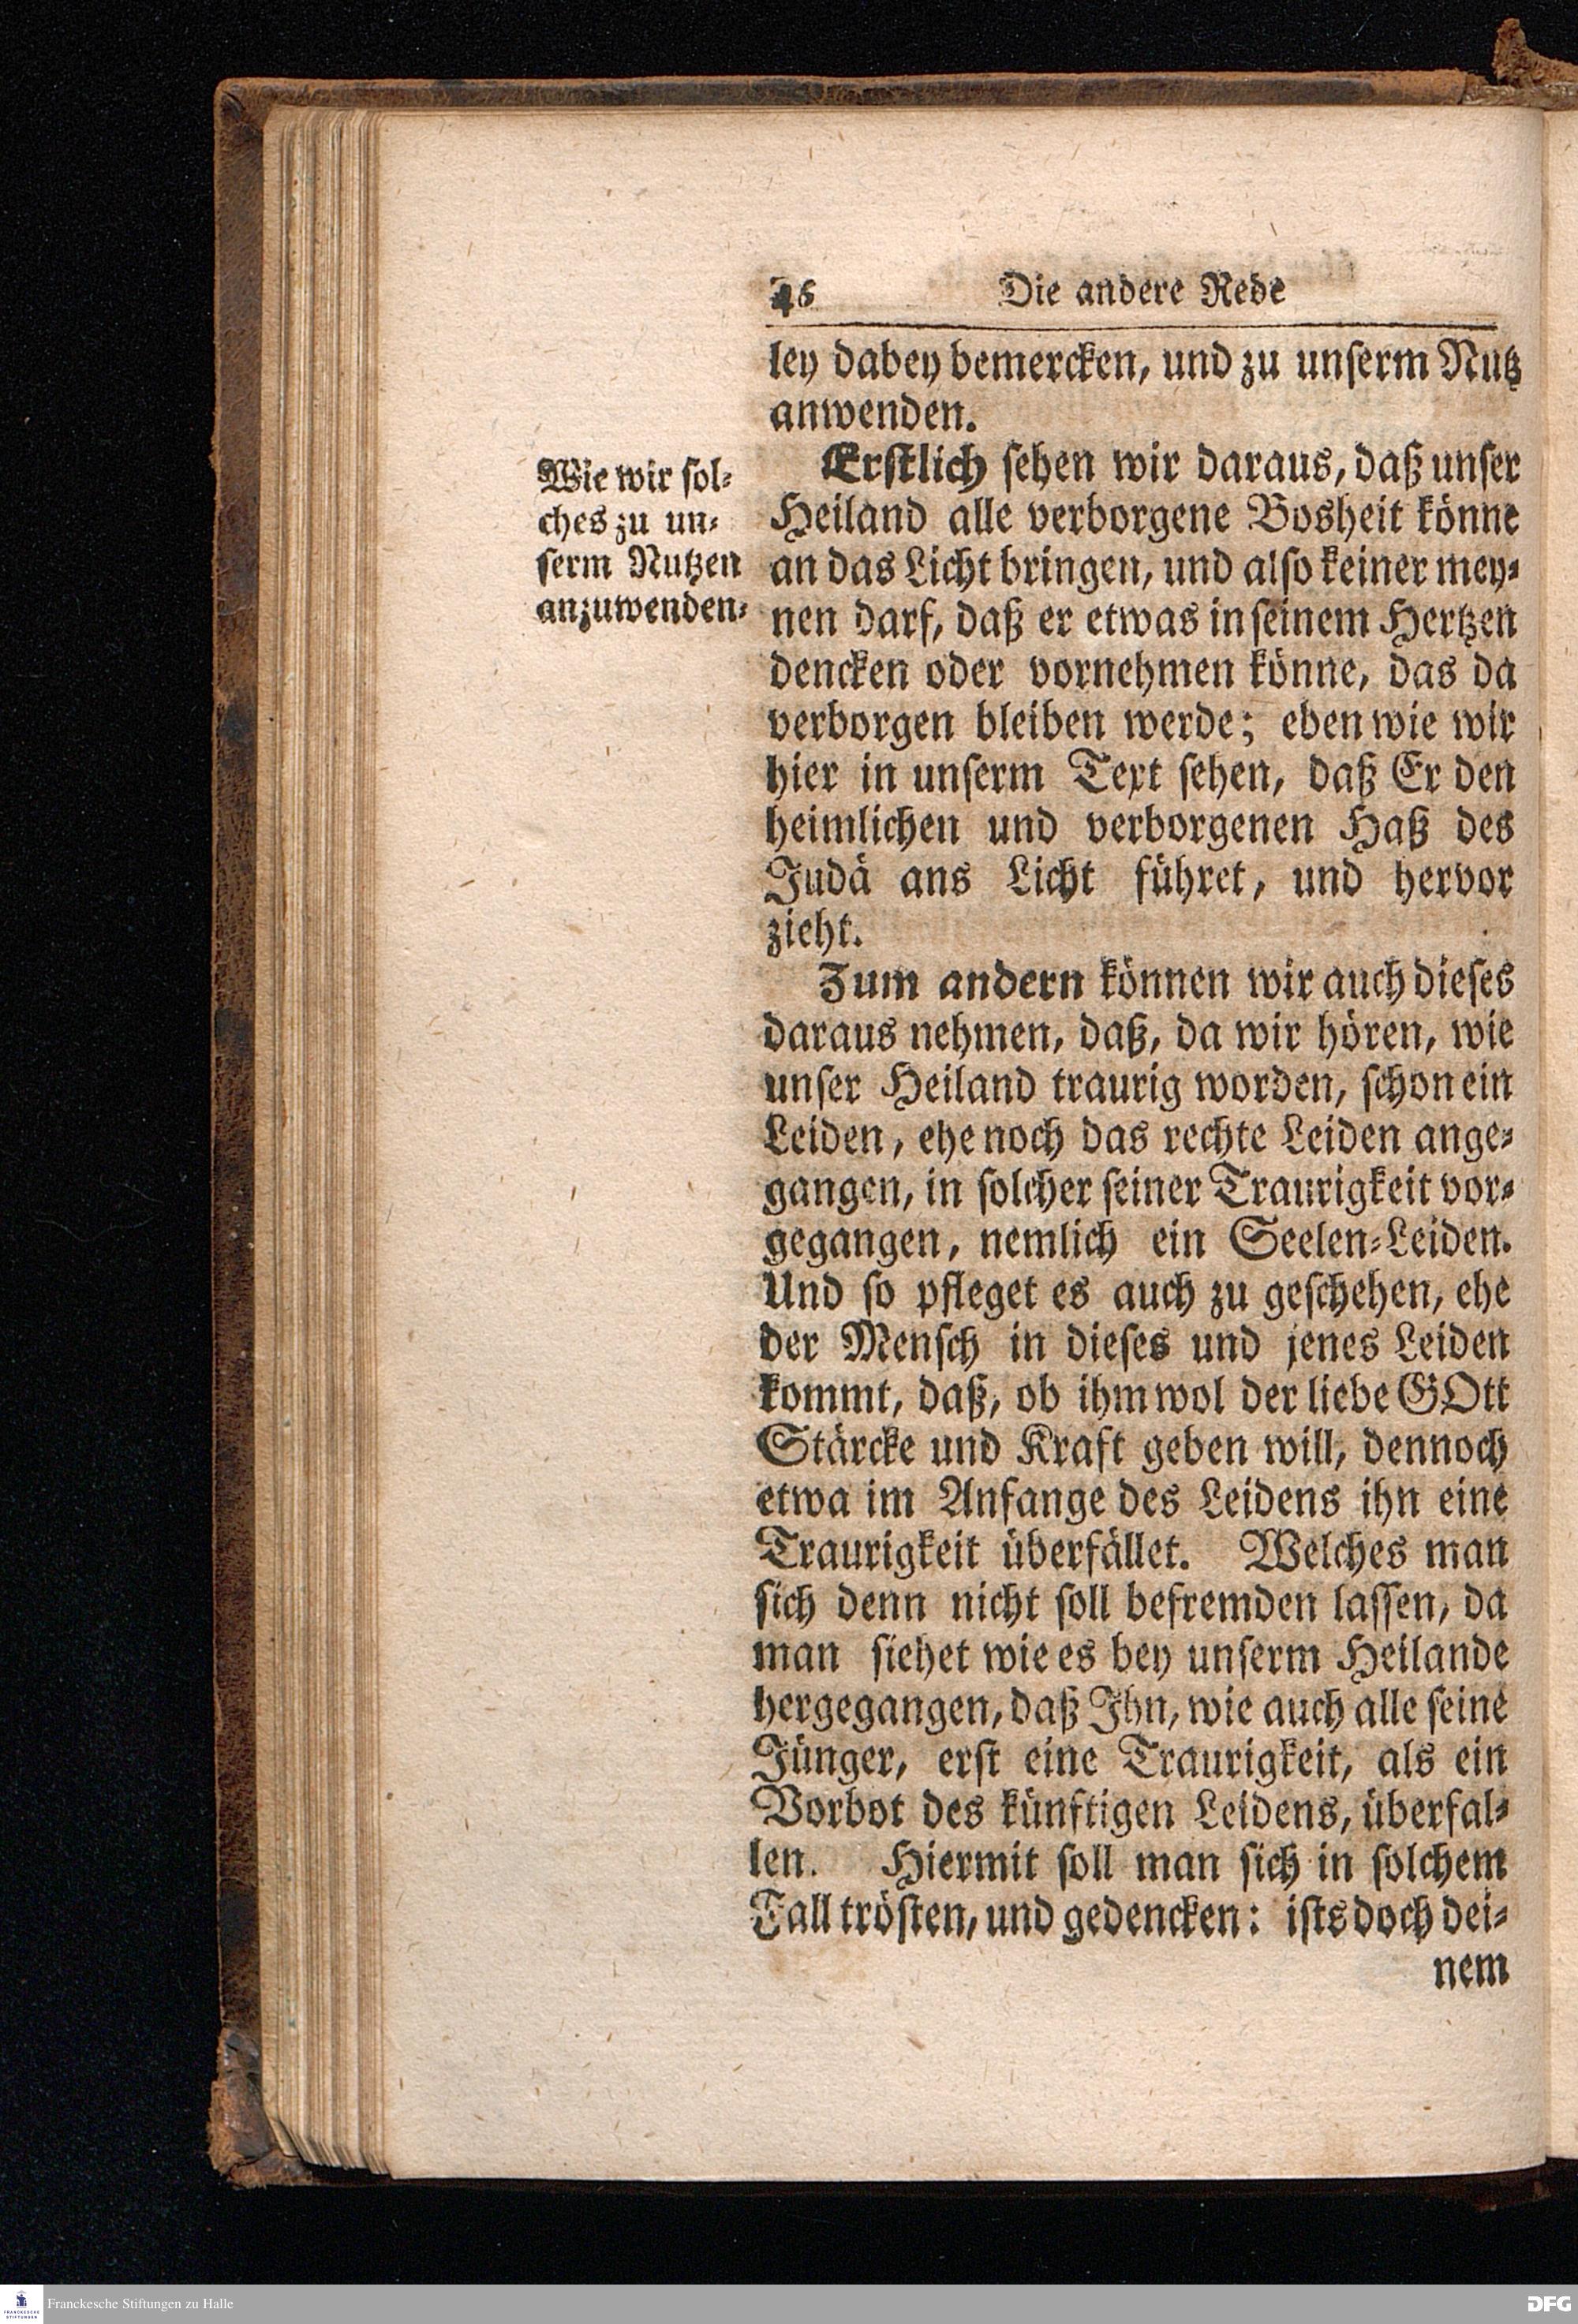 46 Die andere Rede
ley dabey bemercken, und zu unserm Nutz
anwenden.
Wie wir sol-
ches zu un-
serm Nutzen
anzuwenden-
Erstlich sehen wir daraus, daß unser
Heiland alle verborgene Bosheit könne
an das Licht bringen, und also keiner mey-
nen darf, daß er etwas in seinem Hertzen
dencken oder vornehmen könne, das da
verborgen bleiben werde; eben wie wir
hier in unserm Text sehen, daß Er den
heimlichen und verborgenen Haß des
Judä ans Licht führet, und hervor
zieht.
Zum andern können wir auch dieses
daraus nehmen, daß, da wir hören, wie
unser Heiland traurig worden, schon ein
Leiden, ehe noch das rechte Leiden ange-
gangen, in solcher seiner Traurigkeit vor-
gegangen, nemlich ein Seelen-Leiden.
Und so pfleget es auch zu geschehen, ehe
der Mensch in dieses und jenes Leiden
kommt, daß, ob ihm wol der liebe GOtt
Stärcke und Kraft geben will, dennoch
etwa im Anfange des Leidens ihn eine
Traurigkeit überfället. Welches man
sich denn nicht soll befremden lassen, da
man siehet wie es bey unserm Heilande
hergegangen, daß Ihn, wie auch alle seine
Jünger, erst eine Traurigkeit, als ein
Vorbot des künftigen Leidens, überfal-
len. Hiermit soll man sich in solchem
Fall trösten, und gedencken: ists doch dei-
nem
Franckesche Stiftungen zu Halle
DFG